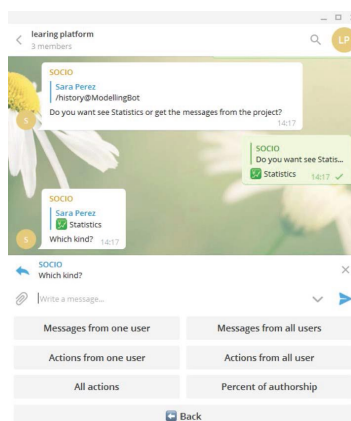 learing platform
3 members
LP
SOCIO
Sara Perez
/history@ModellingBot
Do you want see Statistics or get the messages from the project?
14:17
S
SOCIO
Do you want see Statis...
Statistics
14:17
SOCIO
Sara Perez
Statistics
Which kind?
14:17
S
SOCIO
Which kind?
Write a message...
Messages from one user
Messages from all users
Actions from one user
Actions from all user
All actions
Percent of authorship
Back